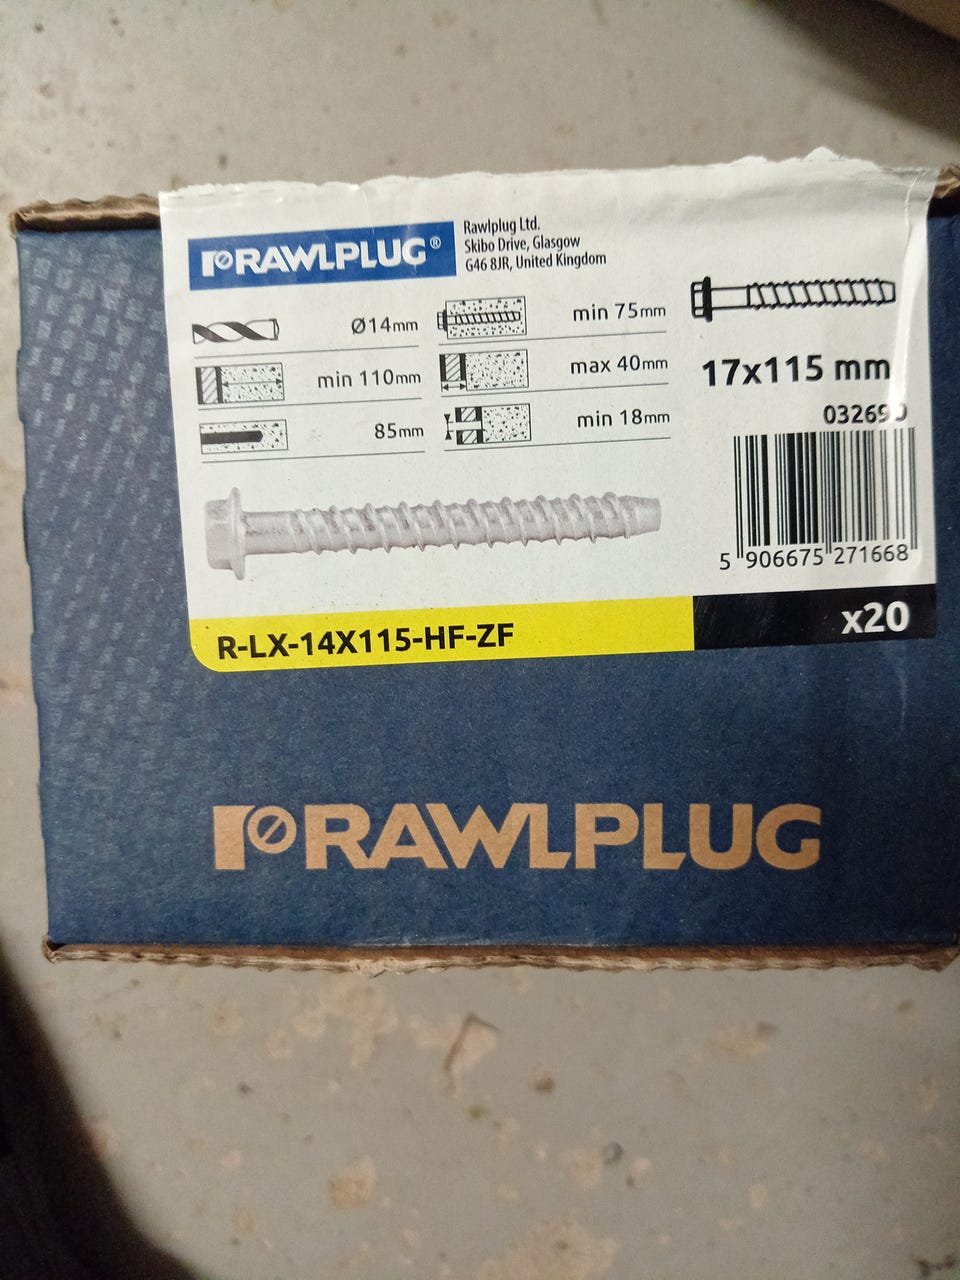 RAWLPLUG®
Rawlplug Ltd.
Skibo Drive, Glasgow
G46 8JR, United Kingdom
Ø14mm
min 75mm
min 110mm
max 40mm
85mm
min 18mm
17x115 mm
5 906675 271668
R-LX-14X115-HF-ZF
x20
RAWLPLUG